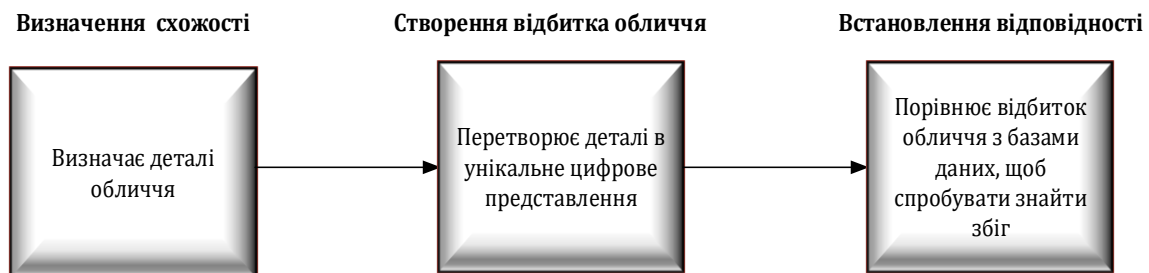 Визначення схожості
Створення відбитка обличчя
Встановлення відповідності
Визначає деталі
обличчя
Перетворює деталі в
унікальне цифрове
представлення
Порівнює відбиток
обличчя з базами
даних, щоб
спробувати знайти
збіг